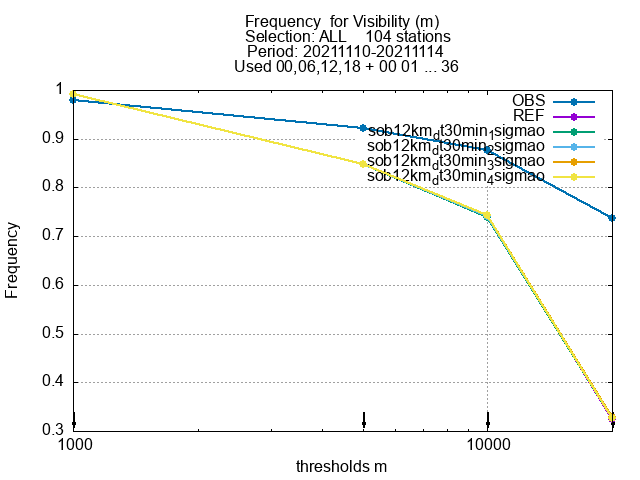 Frequency for Visibility (m)
Selection: ALL 104 stations
Period: 20211110-20211114
Used 00,06,12,18 + 00 01 ... 36
OBS
REF
sob12km_dt30min_1sigmao
sob12km_dt30min_2sigmao
sob12km_dt30min_3sigmao
sob12km_dt30min_4sigmao
1
0.9
0.8
0.7
0.6
0.5
0.4
0.3
Frequency
1000
10000
thresholds m